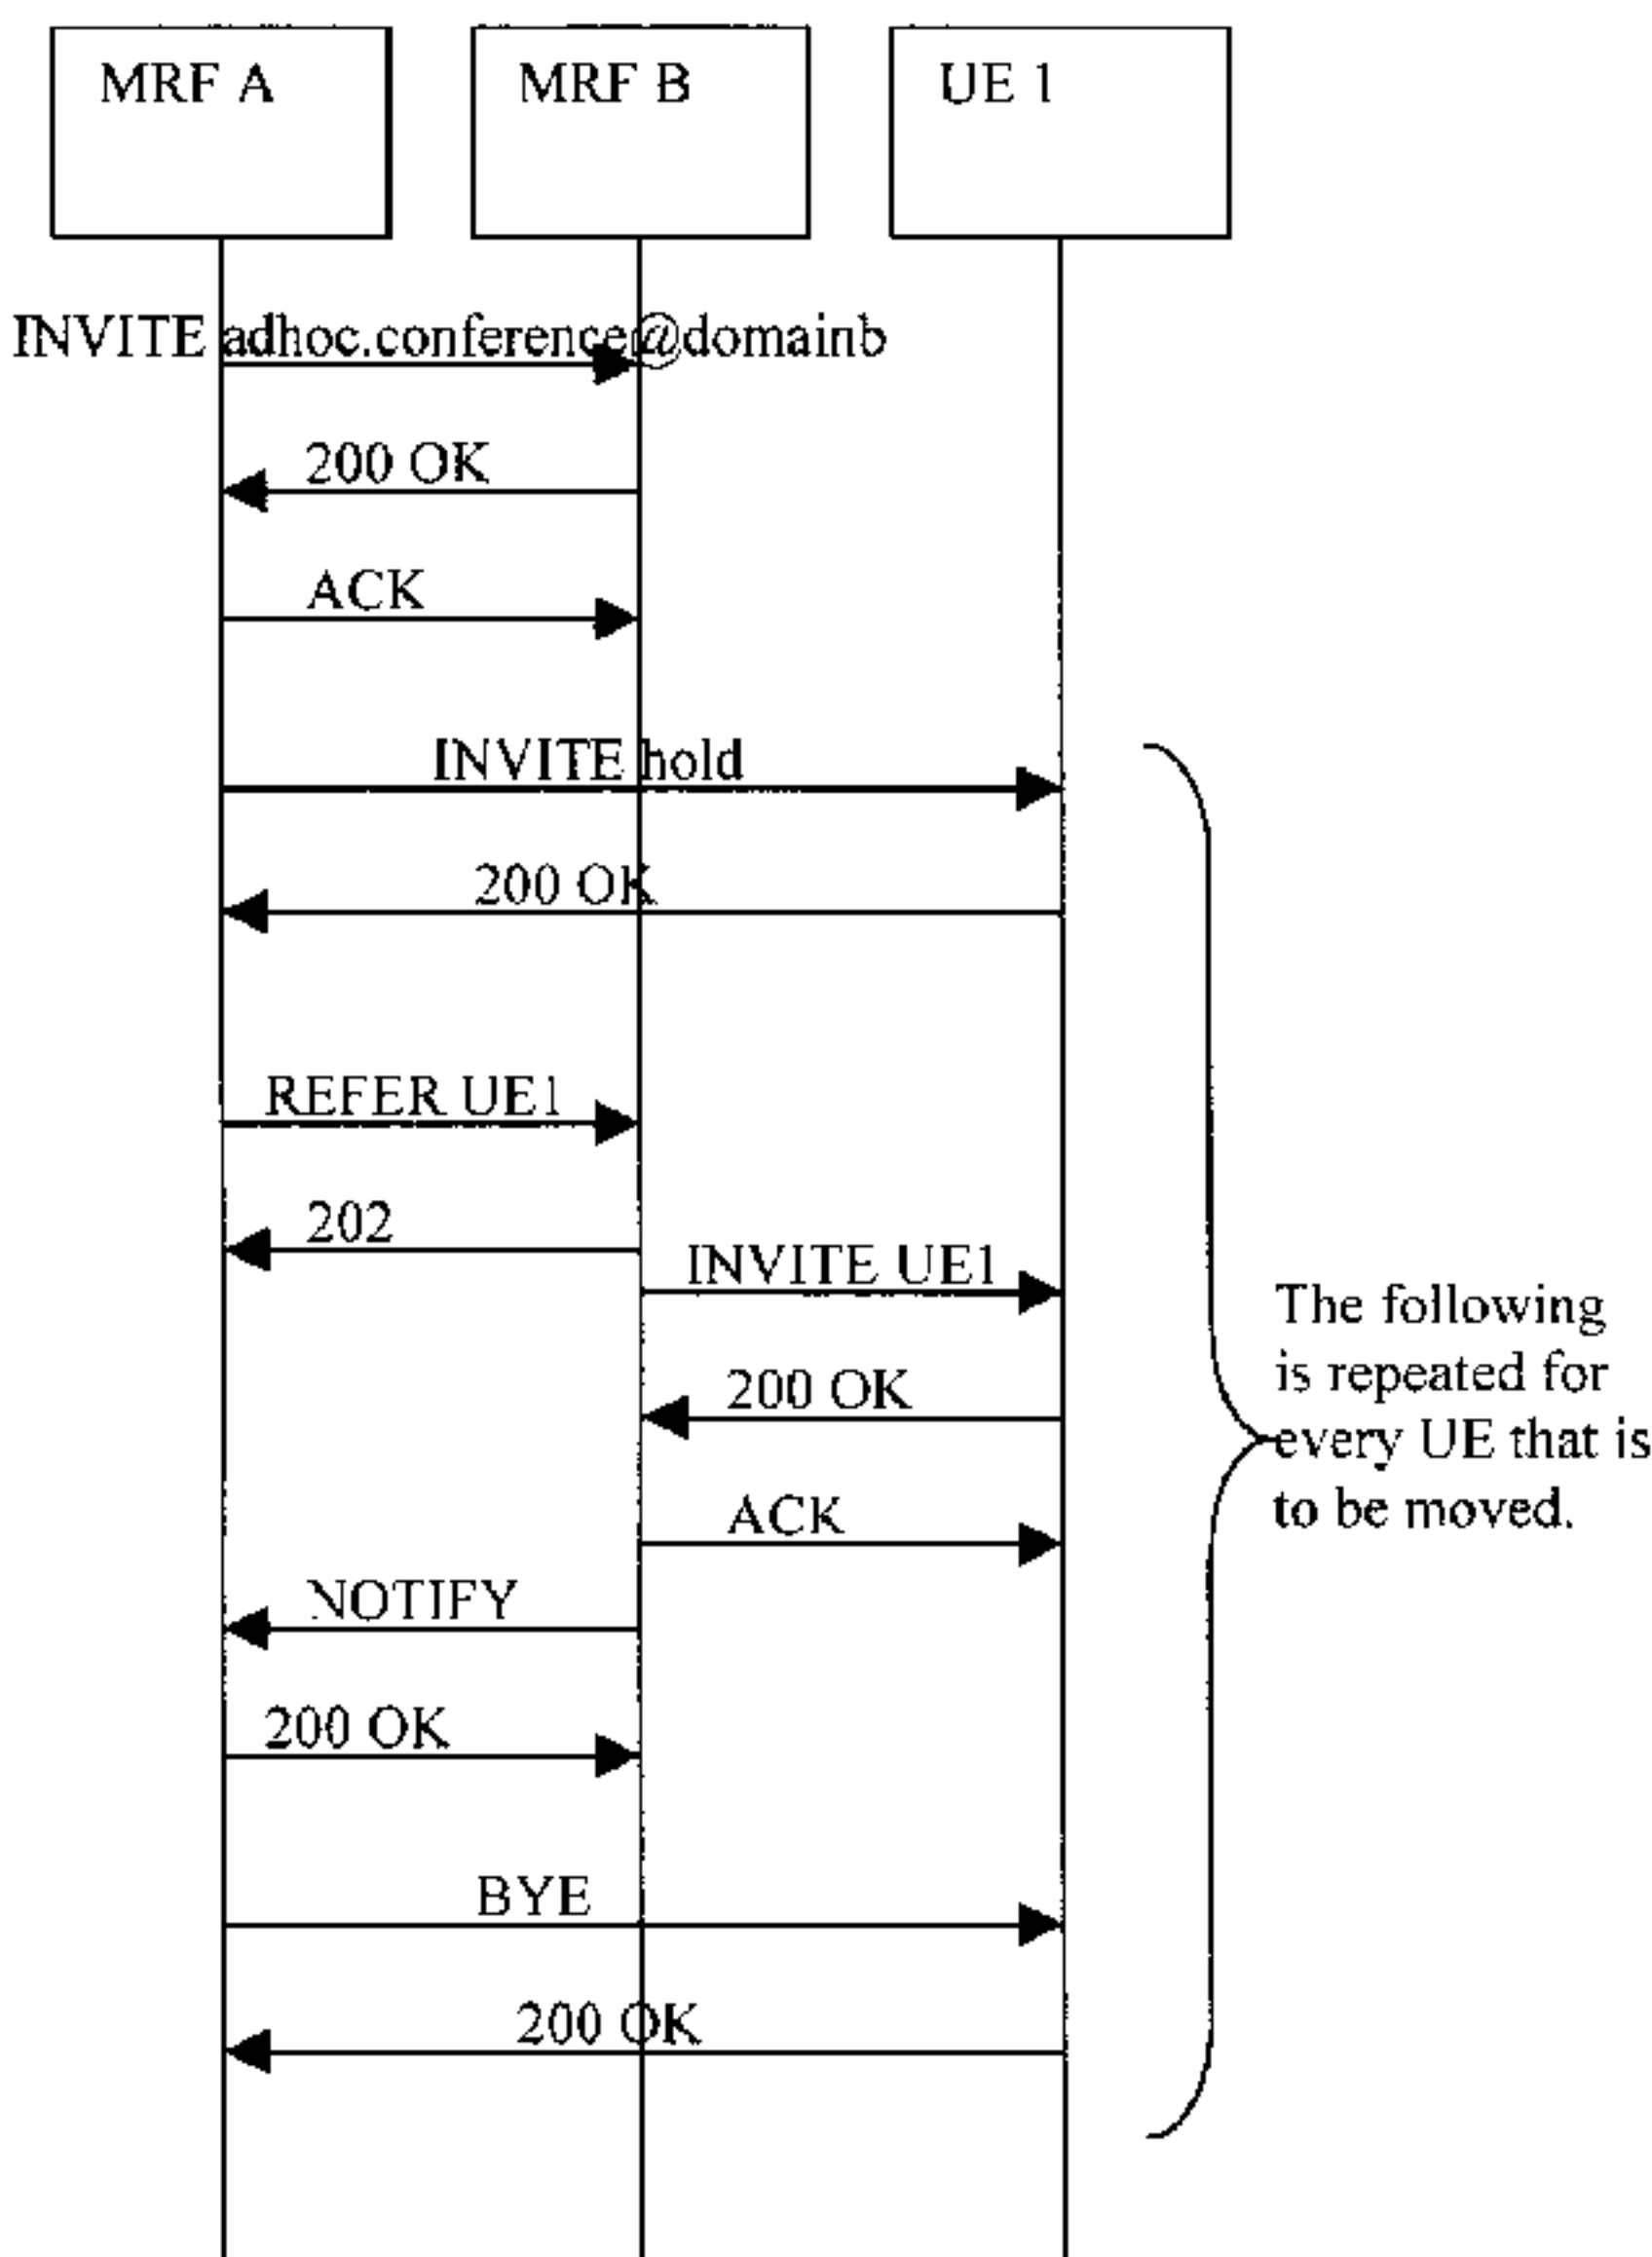 MRF A
MRF B
UE 1
INVITE adhoc.conference@domainb
200 OK
ACK
INVITE hold
200 OK
REFER UE1
202
INVITE UE1
200 OK
ACK
NOTIFY
200 OK
BYE
200 OK
The following
is repeated for
every UE that is
to be moved.